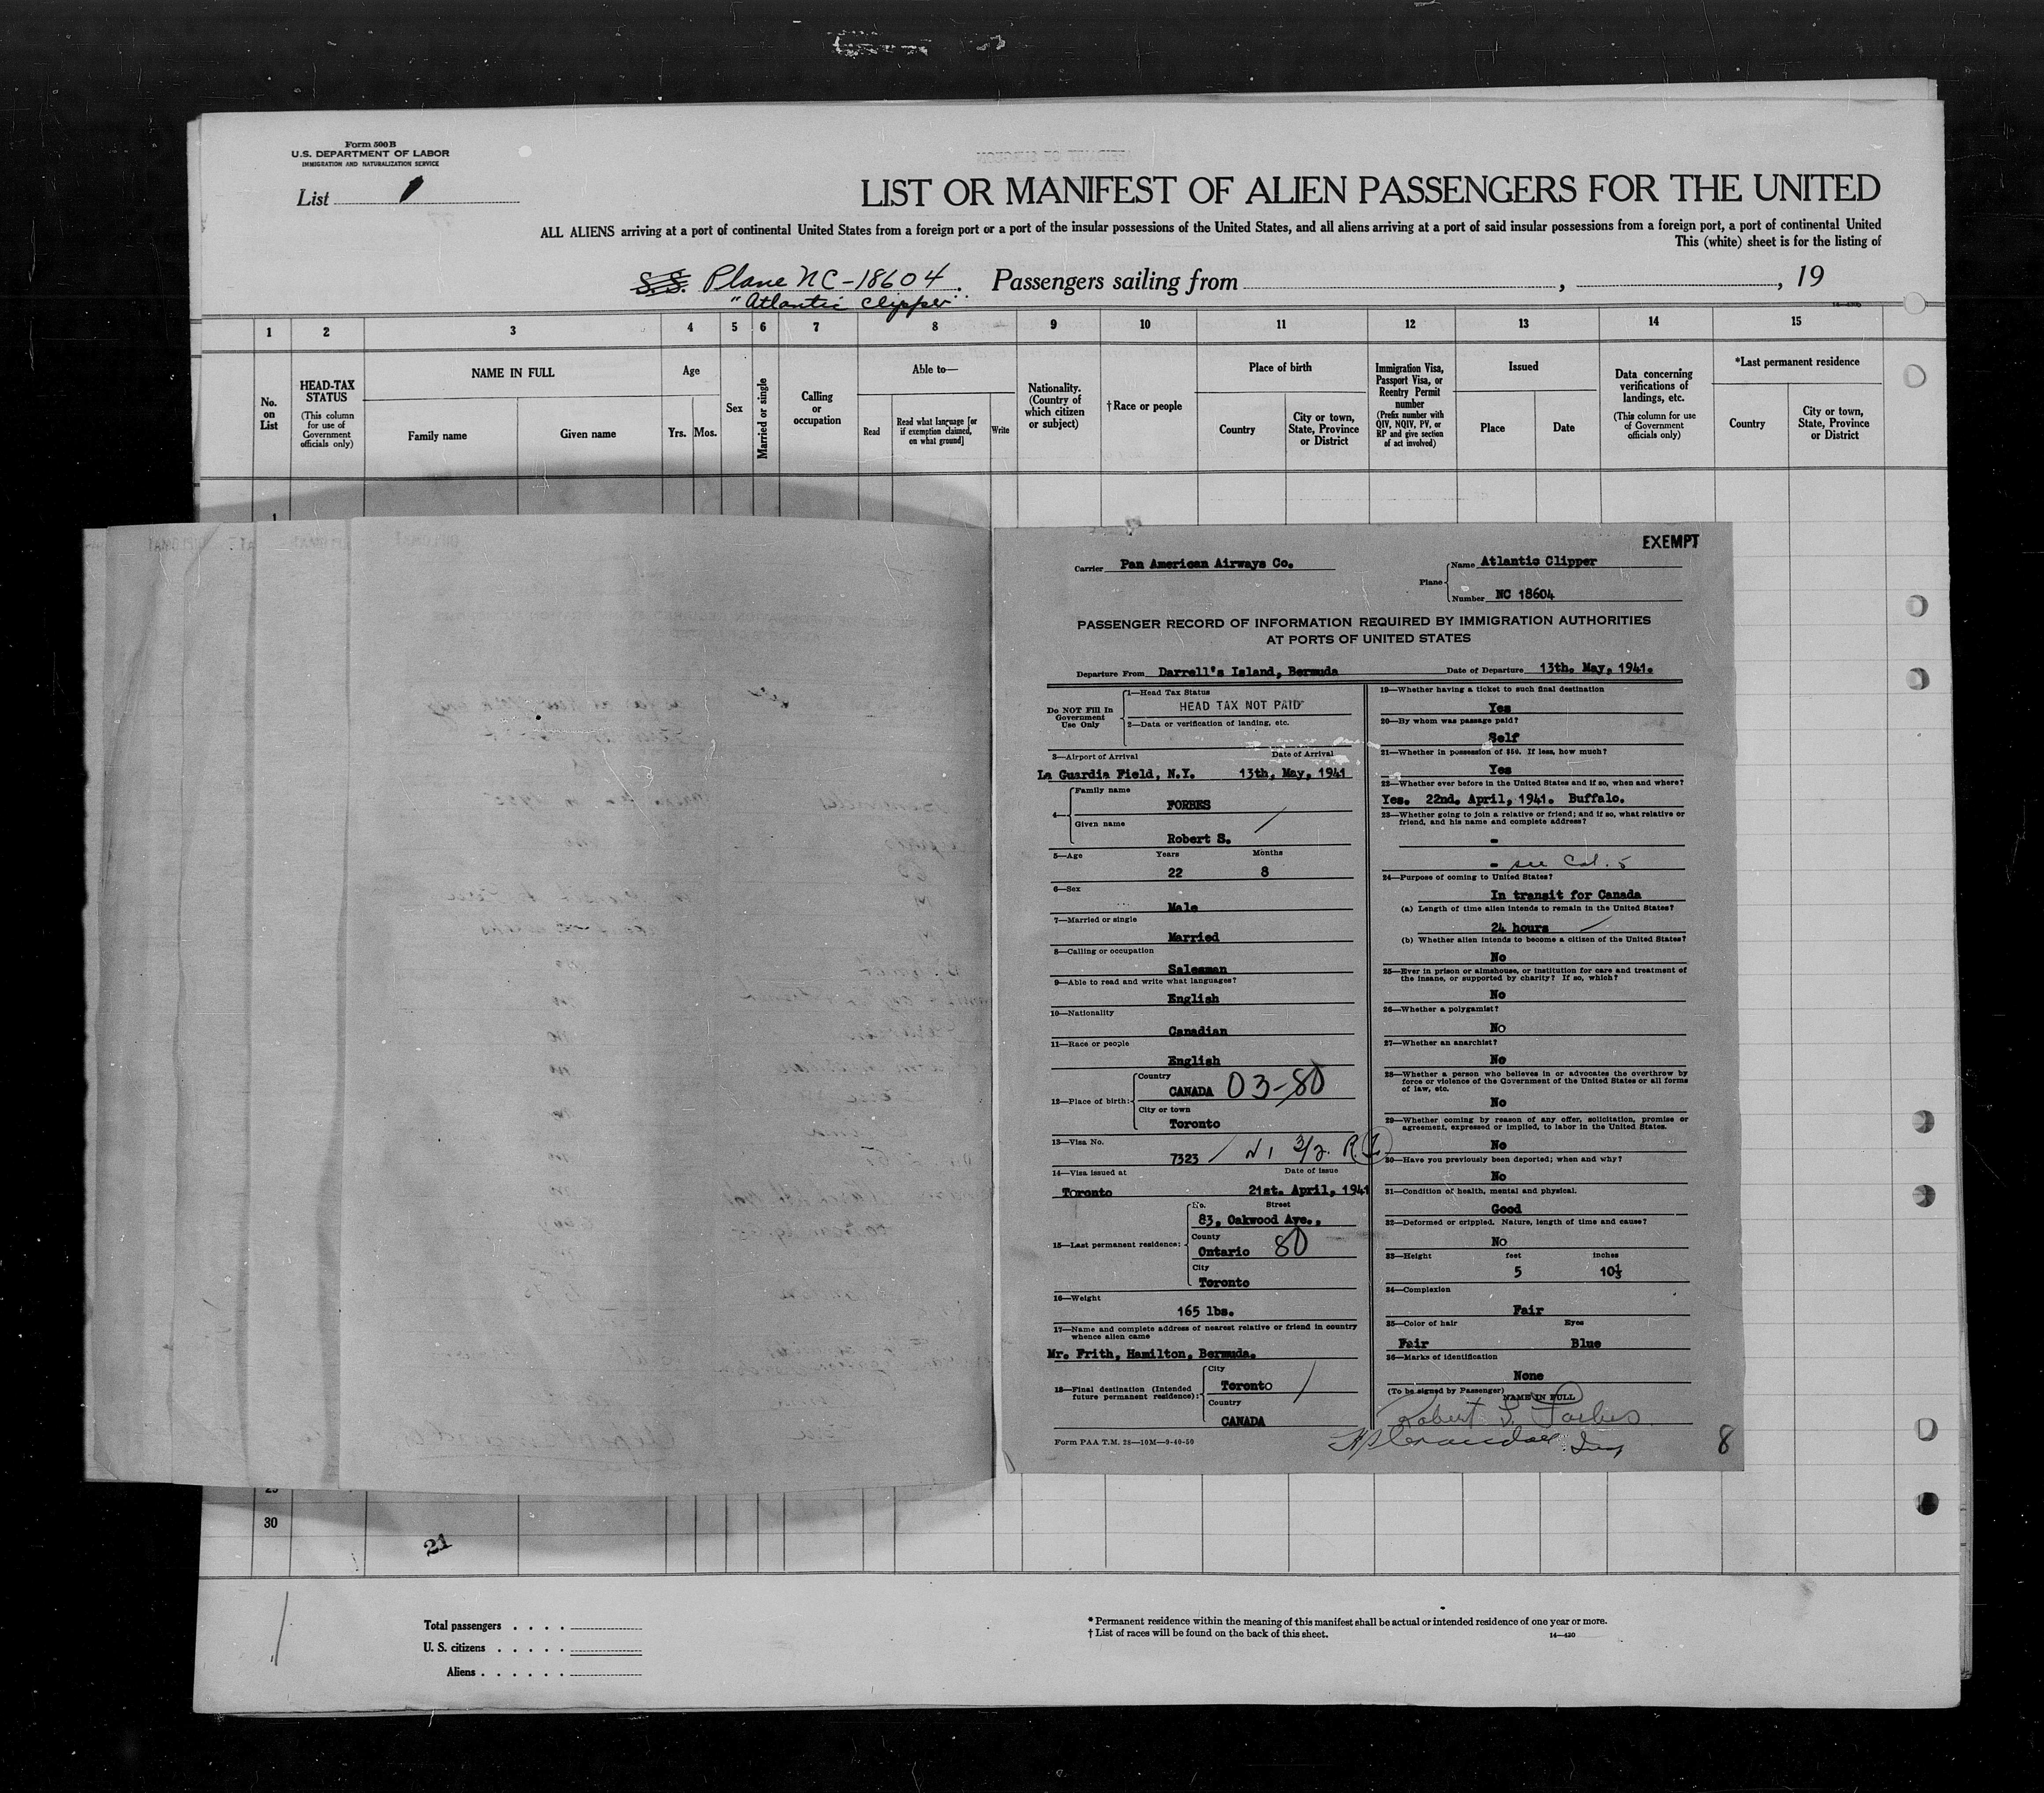 Form 500B
U.S. DEPARTMENT OF LABOR
IMMIGRATION AND NATURALIZATION SERVICE
List 1
LIST OR MANIFEST OF ALIEN PASSENGERS FOR THE UNITED
ALL ALIENS arriving at a port of continental United States from a foreign port or a port of the insular possessions of the United States, and all aliens arriving at a port of said insular possessions from a foreign port, a port of continental United
This (white) sheet is for the listing of
S.S. Plane NC-18604. Passengers sailing from , , 19
"Atlantic Clipper"
1 2 3 4 5 6 7 8 9 10 11 12 13 14 15
No. on List
HEAD-TAX STATUS
(This column for use of Government officials only)
NAME IN FULL
Family name
Given name
Age
Yrs. Mos.
Sex
Married or single
Calling or occupation
Able to—
Read
Read what language [or if exemption claimed, on what ground]
Write
Nationality. (Country of which citizen or subject)
†Race or people
Place of birth
Country
City or town, State, Province or District
Immigration Visa, Passport Visa, or Reentry Permit number
(Prefix number with QIV, NQIV, PV, or RP and give section of act involved)
Issued
Place
Date
Data concerning verifications of landings, etc.
(This column for use of Government officials only)
*Last permanent residence
Country
City or town, State, Province or District
1
EXEMPT
Carrier Pan American Airways Co.
Plane
Name Atlantic Clipper
Number NC 18604
PASSENGER RECORD OF INFORMATION REQUIRED BY IMMIGRATION AUTHORITIES
AT PORTS OF UNITED STATES
Departure From Darrell's Island, Bermuda
Date of Departure 13th. May, 1941.
Do NOT Fill In Government Use Only
1—Head Tax Status
HEAD TAX NOT PAID
2—Data or verification of landing, etc.
3—Airport of Arrival Date of Arrival
La Guardia Field, N.Y. 13th, May, 1941
4—
Family name
FORBES
Given name
Robert S.
5—Age Years Months
22 8
6—Sex
Male
7—Married or single
Married
8—Calling or occupation
Salesman
9—Able to read and write what languages?
English
10—Nationality
Canadian
11—Race or people
English
12—Place of birth:
Country
CANADA 03-80
City or town
Toronto
13—Visa No.
7323
14—Visa issued at Date of issue
Toronto 21st. April, 1941
15—Last permanent residence:
No. Street
83, Oakwood Ave.,
County
Ontario 80
City
Toronto
16—Weight
165 lbs.
17—Name and complete address of nearest relative or friend in country
whence alien came
Mr. Frith, Hamilton, Bermuda.
18—Final destination (Intended
future permanent residence):
City
Toronto
Country
CANADA
Form PAA T.M. 28—10M—9-40-50
19—Whether having a ticket to such final destination
Yes
20—By whom was passage paid?
Self
21—Whether in possession of $50. If less, how much?
Yes
22—Whether ever before in the United States and if so, when and where?
Yes. 22nd. April, 1941. Buffalo.
23—Whether going to join a relative or friend; and if so, what relative or
friend, and his name and complete address?
-
- see Col. 5
24—Purpose of coming to United States?
In transit for Canada
(a) Length of time alien intends to remain in the United States?
24 hours
(b) Whether alien intends to become a citizen of the United States?
No
25—Ever in prison or almshouse, or institution for care and treatment of
the insane, or supported by charity? If so, which?
No
26—Whether a polygamist?
No
27—Whether an anarchist?
No
28—Whether a person who believes in or advocates the overthrow by
force or violence of the Government of the United States or all forms
of law, etc.
No
29—Whether coming by reason of any offer, solicitation, promise or
agreement, expressed or implied, to labor in the United States.
No
30—Have you previously been deported; when and why?
No
31—Condition of health, mental and physical.
Good
32—Deformed or crippled. Nature, length of time and cause?
No
33—Height feet inches
5 10½
34—Complexion
Fair
35—Color of hair Eyes
Fair Blue
36—Marks of identification
None
(To be signed by Passenger) NAME IN FULL
Robert S. Forbes
8
30
21
Total passengers . . . .
U. S. citizens . . . . .
Aliens . . . . . .
* Permanent residence within the meaning of this manifest shall be actual or intended residence of one year or more.
† List of races will be found on the back of this sheet.
14—420